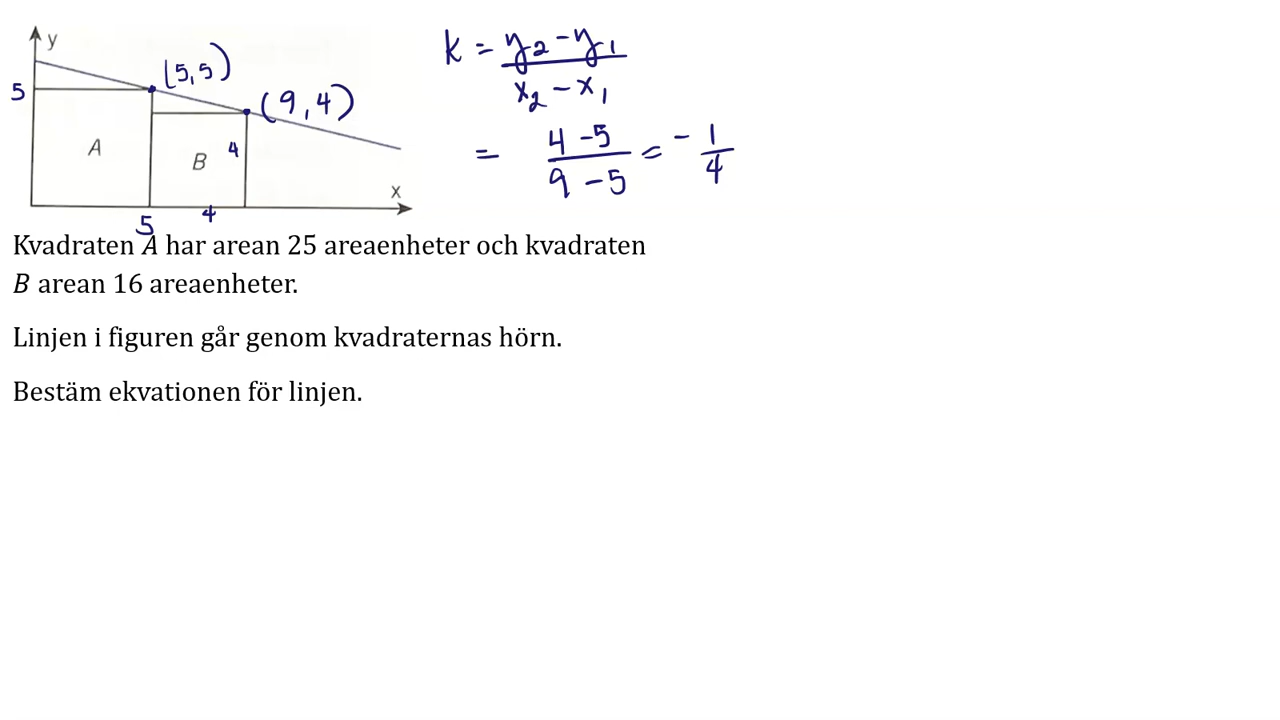 y
5
(5,5)
(9,4)
A
B
4
x
5
4
k = y₂ - y₁ / x₂ - x₁
= 4 - 5 / 9 - 5 = - 1 / 4
Kvadraten A har arean 25 areaenheter och kvadraten
B arean 16 areaenheter.
Linjen i figuren går genom kvadraternas hörn.
Bestäm ekvationen för linjen.